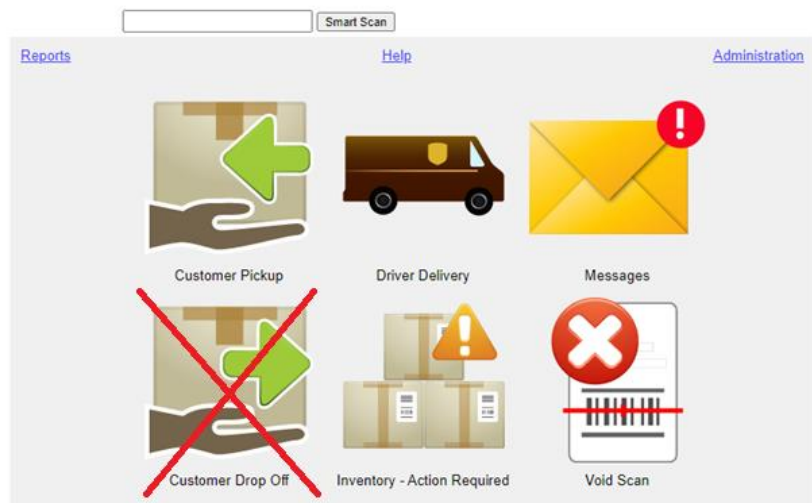 Smart Scan
Reports Help Administration
Customer Pickup Driver Delivery Messages
Customer Drop Off Inventory - Action Required Void Scan